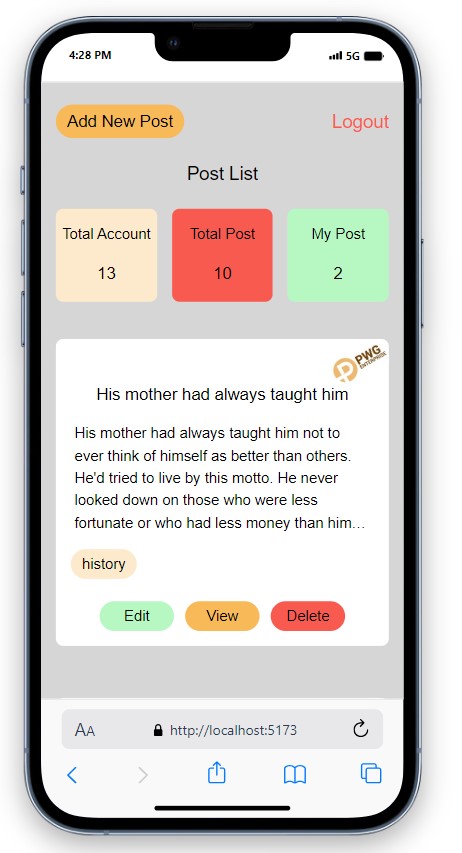 4:28 PM
5G
Add New Post
Logout
Post List
Total Account
Total Post
My Post
13
10
2
PWG
ENTERPRISE
His mother had always taught him
His mother had always taught him not to
ever think of himself as better than others.
He'd tried to live by this motto. He never
looked down on those who were less
fortunate or who had less money than him...
history
Edit
View
Delete
AA
http://localhost:5173